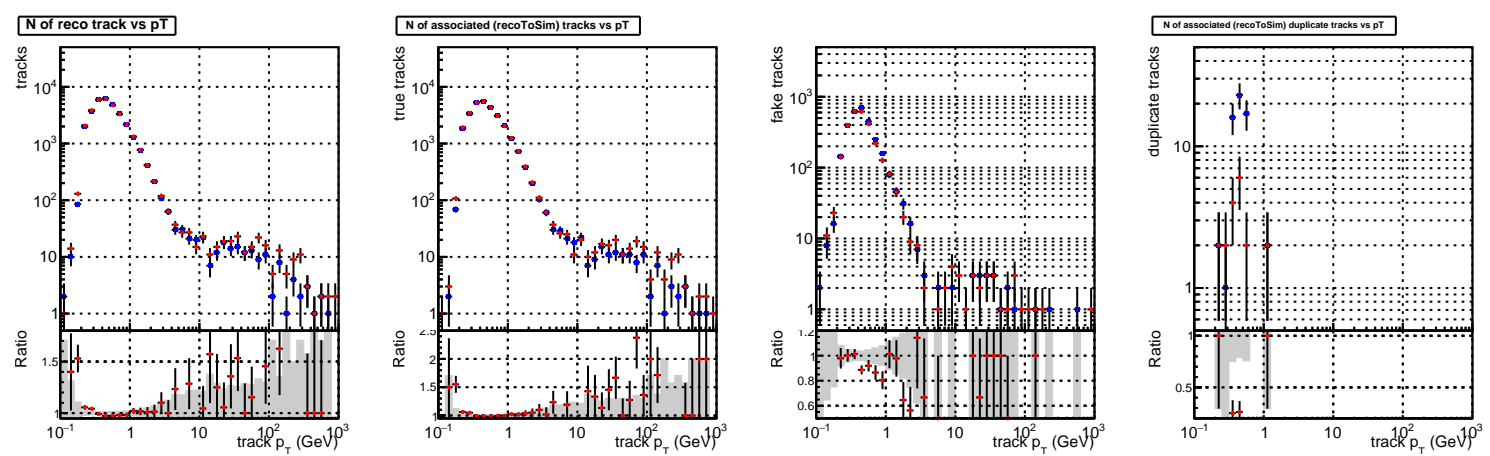 N of reco track vs pT
tracks
10^4
10^3
10^2
10
1
Ratio
1.5
1
10^-1 1 10 10^2 10^3
track p_T (GeV)
N of associated (recoToSim) tracks vs pT
true tracks
10^4
10^3
10^2
10
1
Ratio
2.5
2
1.5
1
10^-1 1 10 10^2 10^3
track p_T (GeV)
fake tracks
10^3
10^2
10
1
Ratio
1.2
1
0.8
0.6
10^-1 1 10 10^2 10^3
track p_T (GeV)
N of associated (recoToSim) duplicate tracks vs pT
duplicate tracks
10
1
Ratio
1
0.5
10^-1 1 10 10^2 10^3
track p_T (GeV)